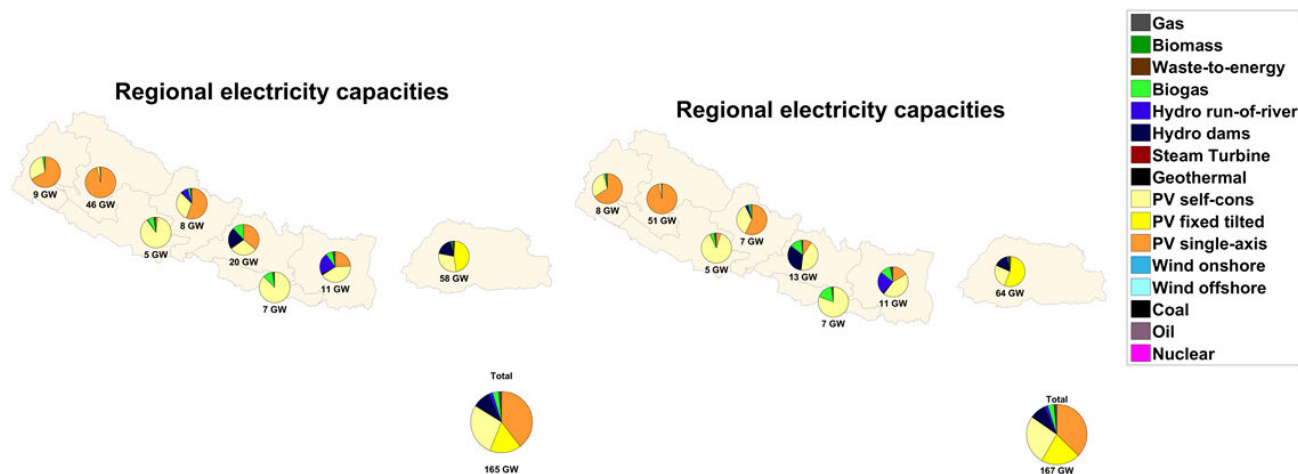 Regional electricity capacities
9 GW
46 GW
8 GW
5 GW
20 GW
7 GW
11 GW
58 GW
Total
165 GW
Regional electricity capacities
8 GW
51 GW
7 GW
5 GW
13 GW
7 GW
11 GW
64 GW
Total
167 GW
Gas
Biomass
Waste-to-energy
Biogas
Hydro run-of-river
Hydro dams
Steam Turbine
Geothermal
PV self-cons
PV fixed tilted
PV single-axis
Wind onshore
Wind offshore
Coal
Oil
Nuclear